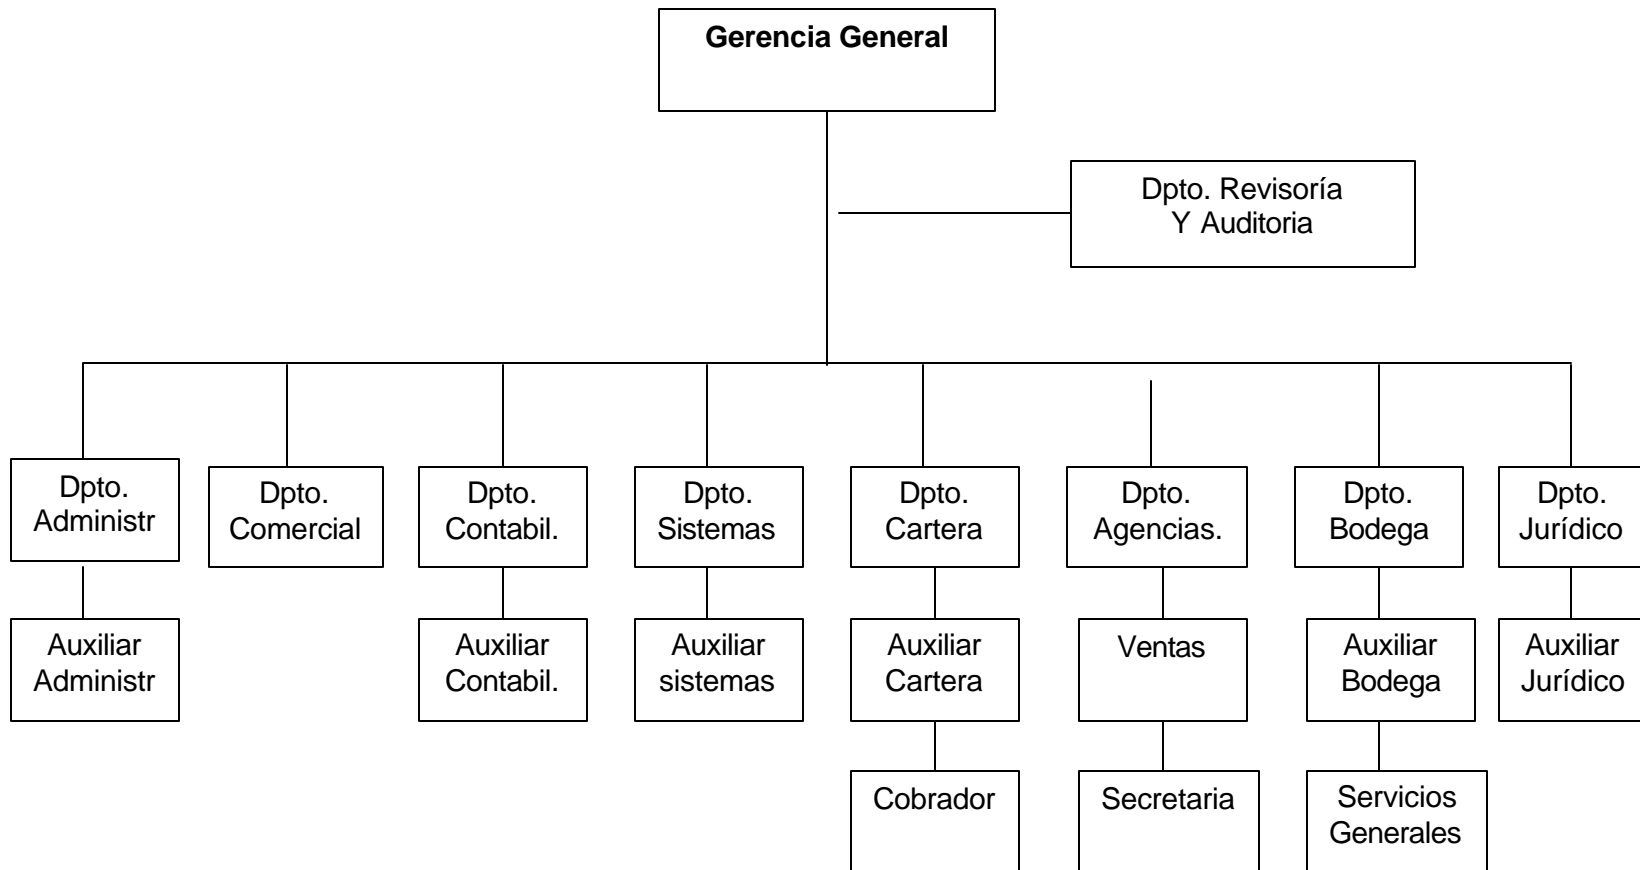 Gerencia General
Dpto. Revisoría
Y Auditoria
Dpto.
Administr
Dpto.
Comercial
Dpto.
Contabil.
Dpto.
Sistemas
Dpto.
Cartera
Dpto.
Agencias.
Dpto.
Bodega
Dpto.
Jurídico
Auxiliar
Administr
Auxiliar
Contabil.
Auxiliar
sistemas
Auxiliar
Cartera
Ventas
Auxiliar
Bodega
Auxiliar
Jurídico
Cobrador
Secretaria
Servicios
Generales